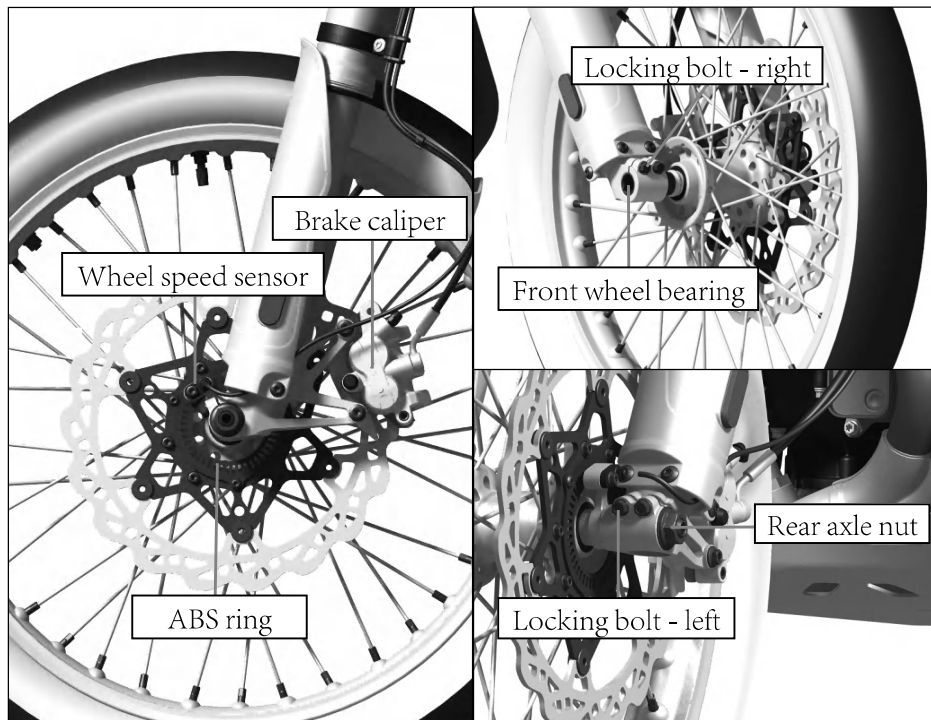 Brake caliper
Wheel speed sensor
ABS ring
Locking bolt - right
Front wheel bearing
Rear axle nut
Locking bolt - left